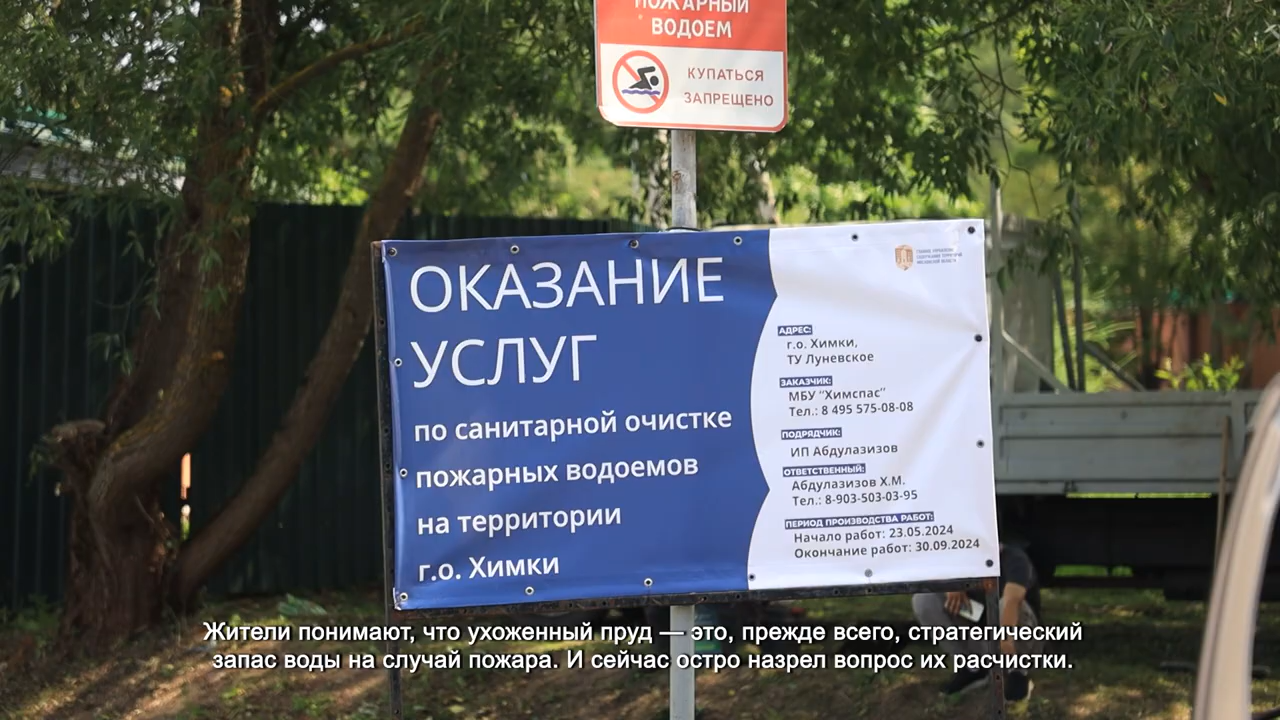 ПОЖАРНЫЙ
ВОДОЕМ
КУПАТЬСЯ
ЗАПРЕЩЕНО
ОКАЗАНИЕ
УСЛУГ
по санитарной очистке
пожарных водоемов
на территории
г.о. Химки
АДРЕС:
г.о. Химки,
ТУ Луневское
ЗАКАЗЧИК:
МБУ “Химспас”
Тел.: 8 495 575-08-08
ПОДРЯДЧИК:
ИП Абдулазизов
ОТВЕТСТВЕННЫЙ:
Абдулазизов Х.М.
Тел.: 8-903-503-03-95
ПЕРИОД ПРОИЗВОДСТВА РАБОТ:
Начало работ: 23.05.2024
Окончание работ: 30.09.2024
Жители понимают, что ухоженный пруд — это, прежде всего, стратегический
запас воды на случай пожара. И сейчас остро назрел вопрос их расчистки.